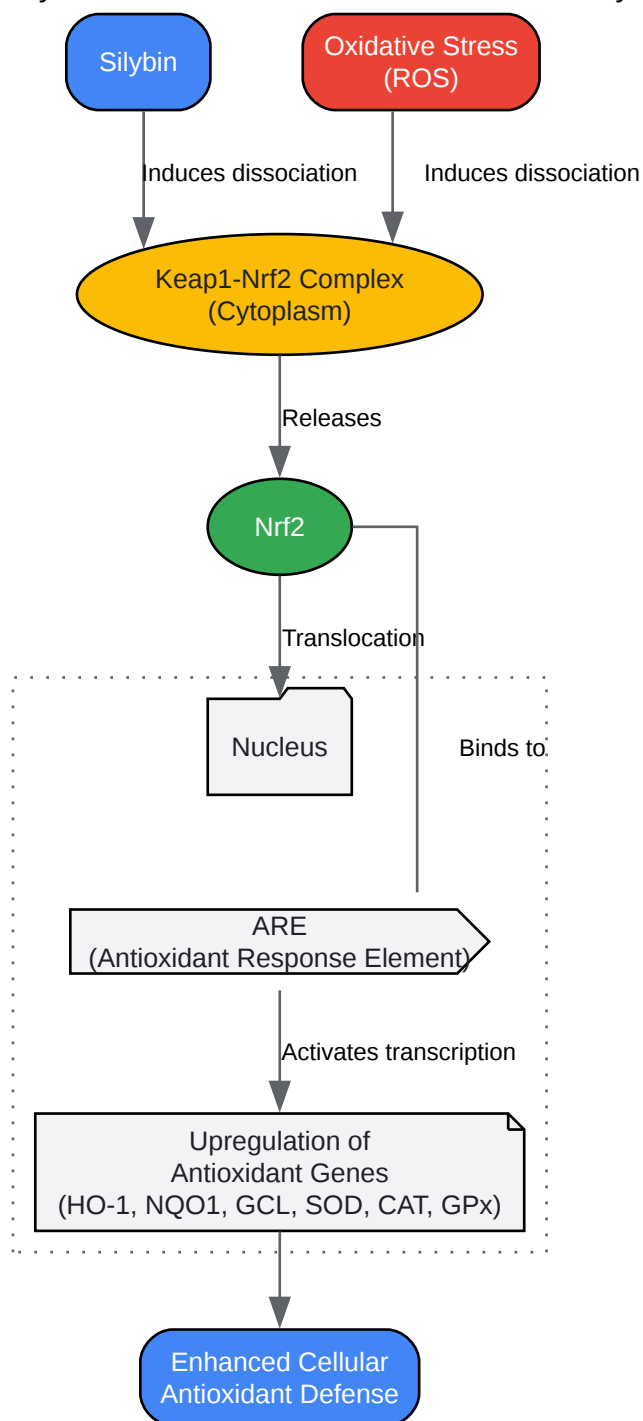 Silybin
Oxidative Stress
(ROS)
Induces dissociation
Induces dissociation
Keap1-Nrf2 Complex
(Cytoplasm)
Releases
Nrf2
Translocation
Nucleus
Binds to
ARE
(Antioxidant Response Element)
Activates transcription
Upregulation of
Antioxidant Genes
(HO-1, NQO1, GCL, SOD, CAT, GPx)
Enhanced Cellular
Antioxidant Defense